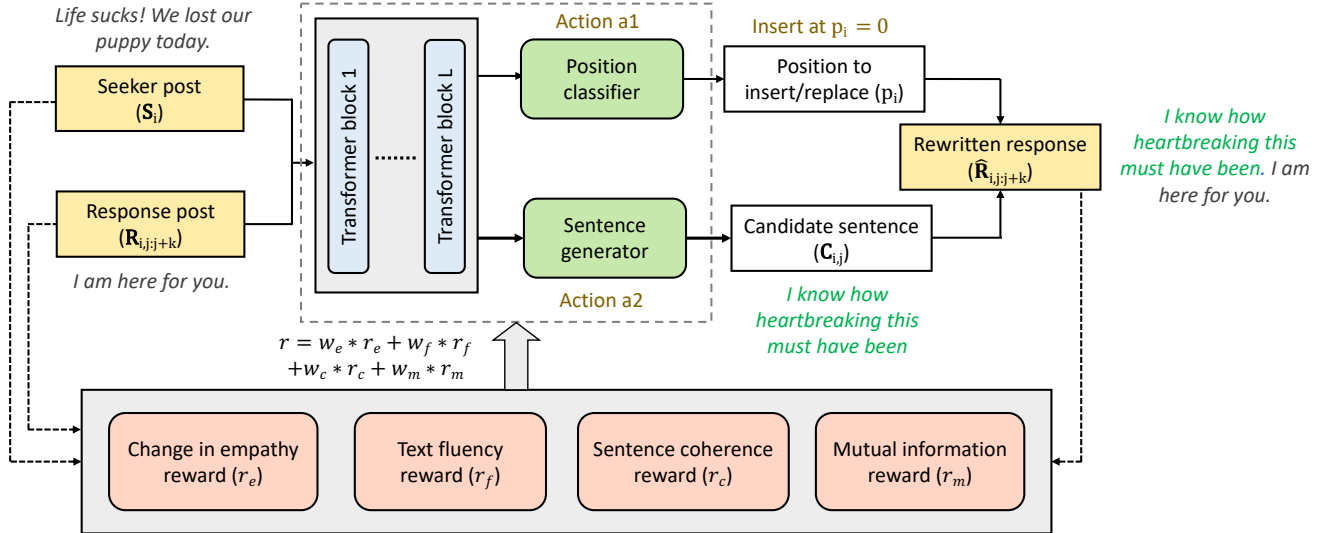 Life sucks! We lost our
puppy today.
Seeker post
(S_i)
Response post
(R_{i,j:j+k})
I am here for you.
Transformer block 1
........
Transformer block L
Action a1
Position
classifier
Sentence
generator
Action a2
Insert at p_i = 0
Position to
insert/replace (p_i)
Candidate sentence
(C_{i,j})
I know how
heartbreaking this
must have been
Rewritten response
(R̂_{i,j:j+k})
I know how
heartbreaking this
must have been. I am
here for you.
r = w_e * r_e + w_f * r_f
+w_c * r_c + w_m * r_m
Change in empathy
reward (r_e)
Text fluency
reward (r_f)
Sentence coherence
reward (r_c)
Mutual information
reward (r_m)